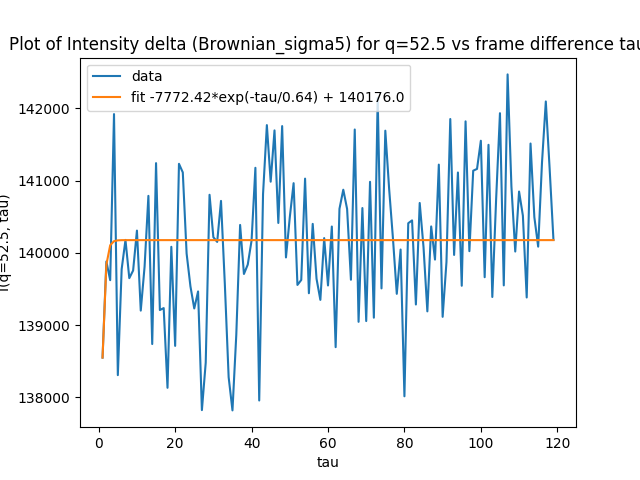 Plot of Intensity delta (Brownian_sigma5) for q=52.5 vs frame difference tau
data
fit -7772.42*exp(-tau/0.64) + 140176.0
I(q=52.5, tau)
142000
141000
140000
139000
138000
0 20 40 60 80 100 120
tau